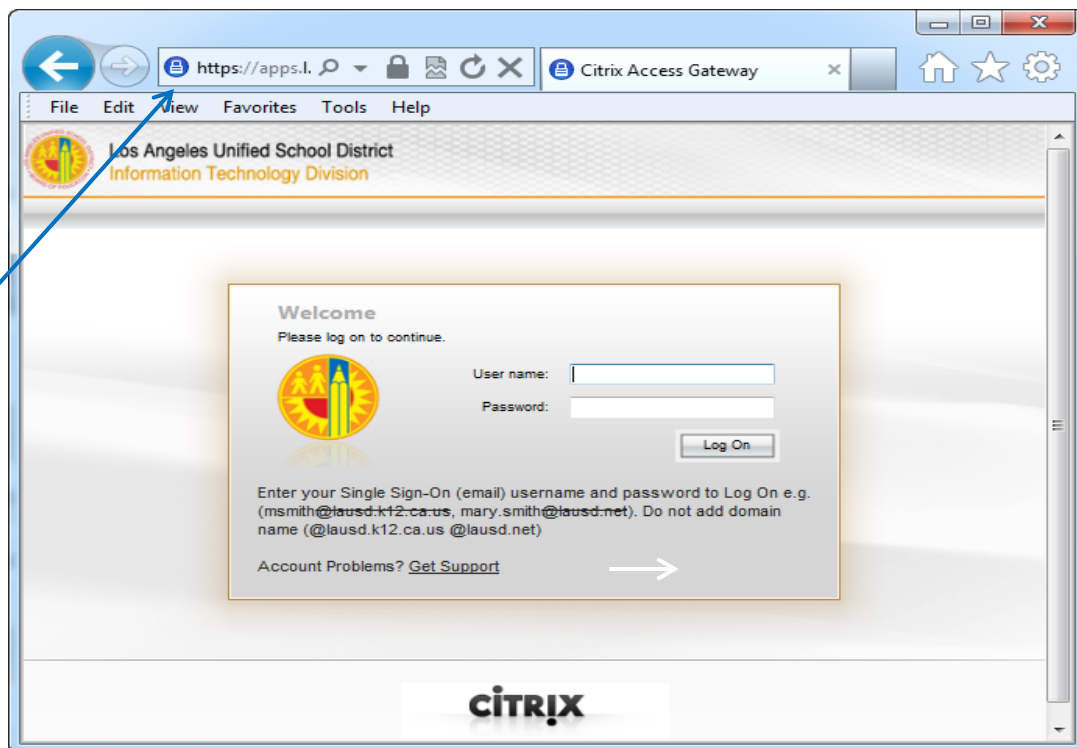 https://apps.l.
Citrix Access Gateway
File Edit View Favorites Tools Help
Los Angeles Unified School District
Information Technology Division
Welcome
Please log on to continue.
User name:
Password:
Log On
Enter your Single Sign-On (email) username and password to Log On e.g.
(msmith@lausd.k12.ca.us, mary.smith@lausd.net). Do not add domain
name (@lausd.k12.ca.us @lausd.net)
Account Problems? Get Support
CİTRIX